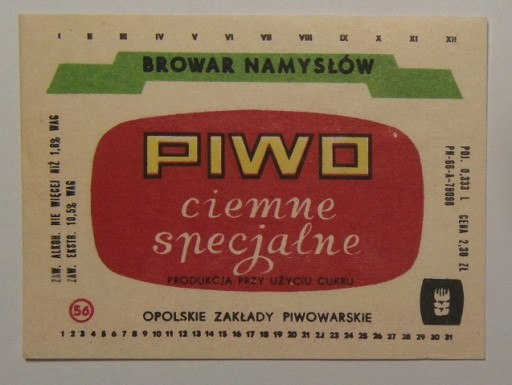 I II III IV V VI VII VIII IX X XI XII
BROWAR NAMYSŁÓW
ZAW. ALKOH. NIE WIĘCEJ NIŻ 1,8% WAG
ZAW. EKSTR. 10,5% WAG
PIWO
ciemne
specjalne
PRODUKCJA PRZY UŻYCIU CUKRU
POJ. 0,333 L CENA 2,30 ZŁ
PN-66-A-79098
56
OPOLSKIE ZAKŁADY PIWOWARSKIE
1 2 3 4 5 6 7 8 9 10 11 12 13 14 15 16 17 18 19 20 21 22 23 24 25 26 27 28 29 30 31